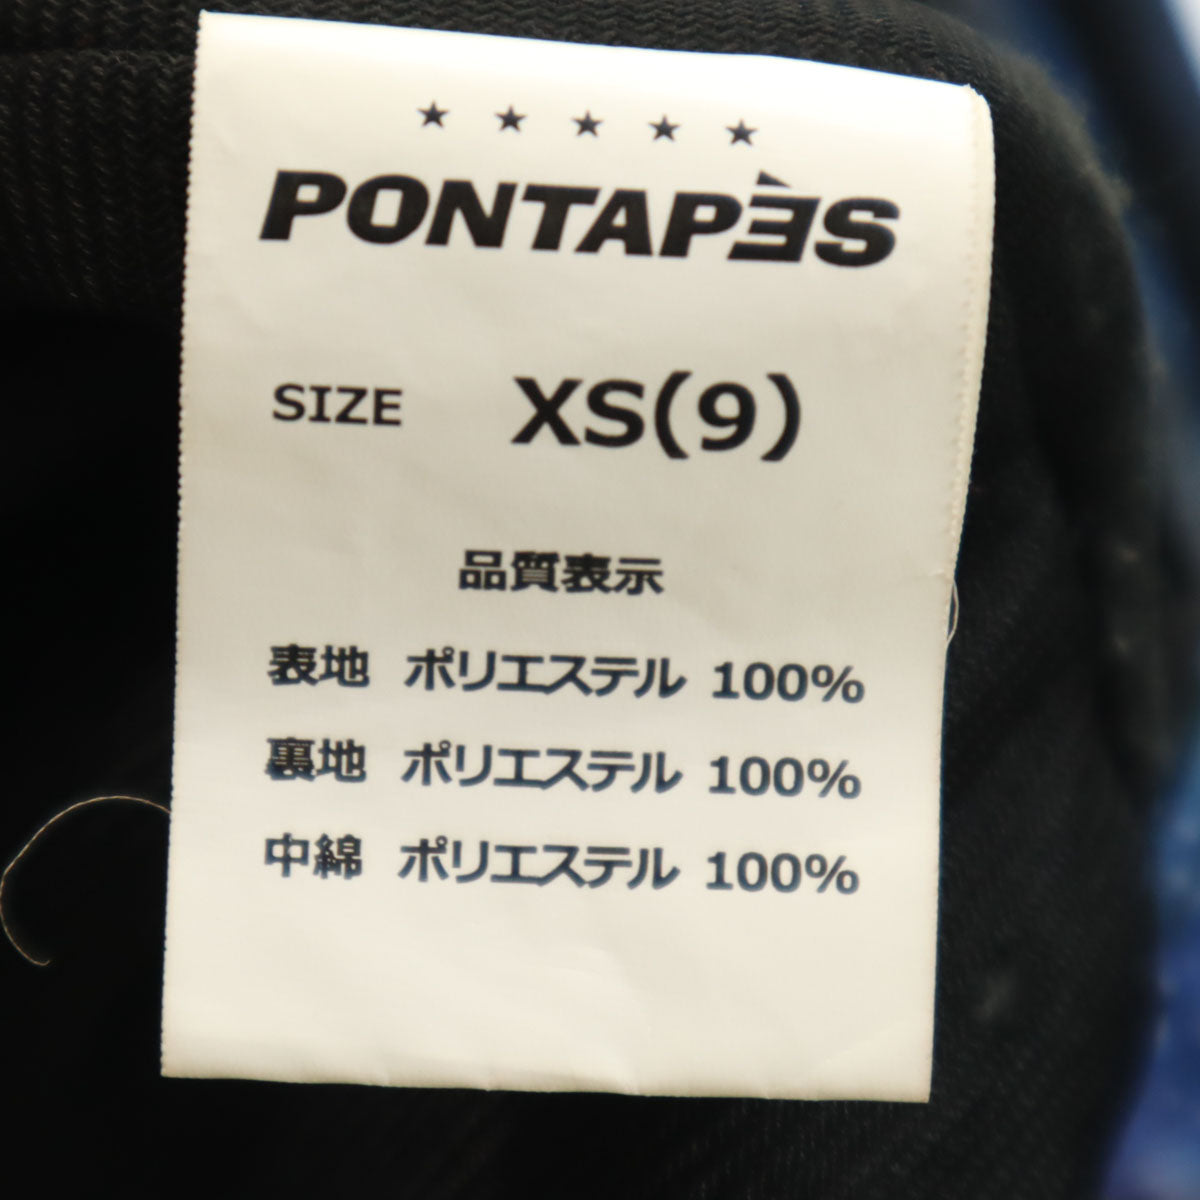 ★ ★ ★ ★ ★
PONTAPÈS
SIZE XS(9)
品質表示
表地 ポリエステル 100%
裏地 ポリエステル 100%
中綿 ポリエステル 100%